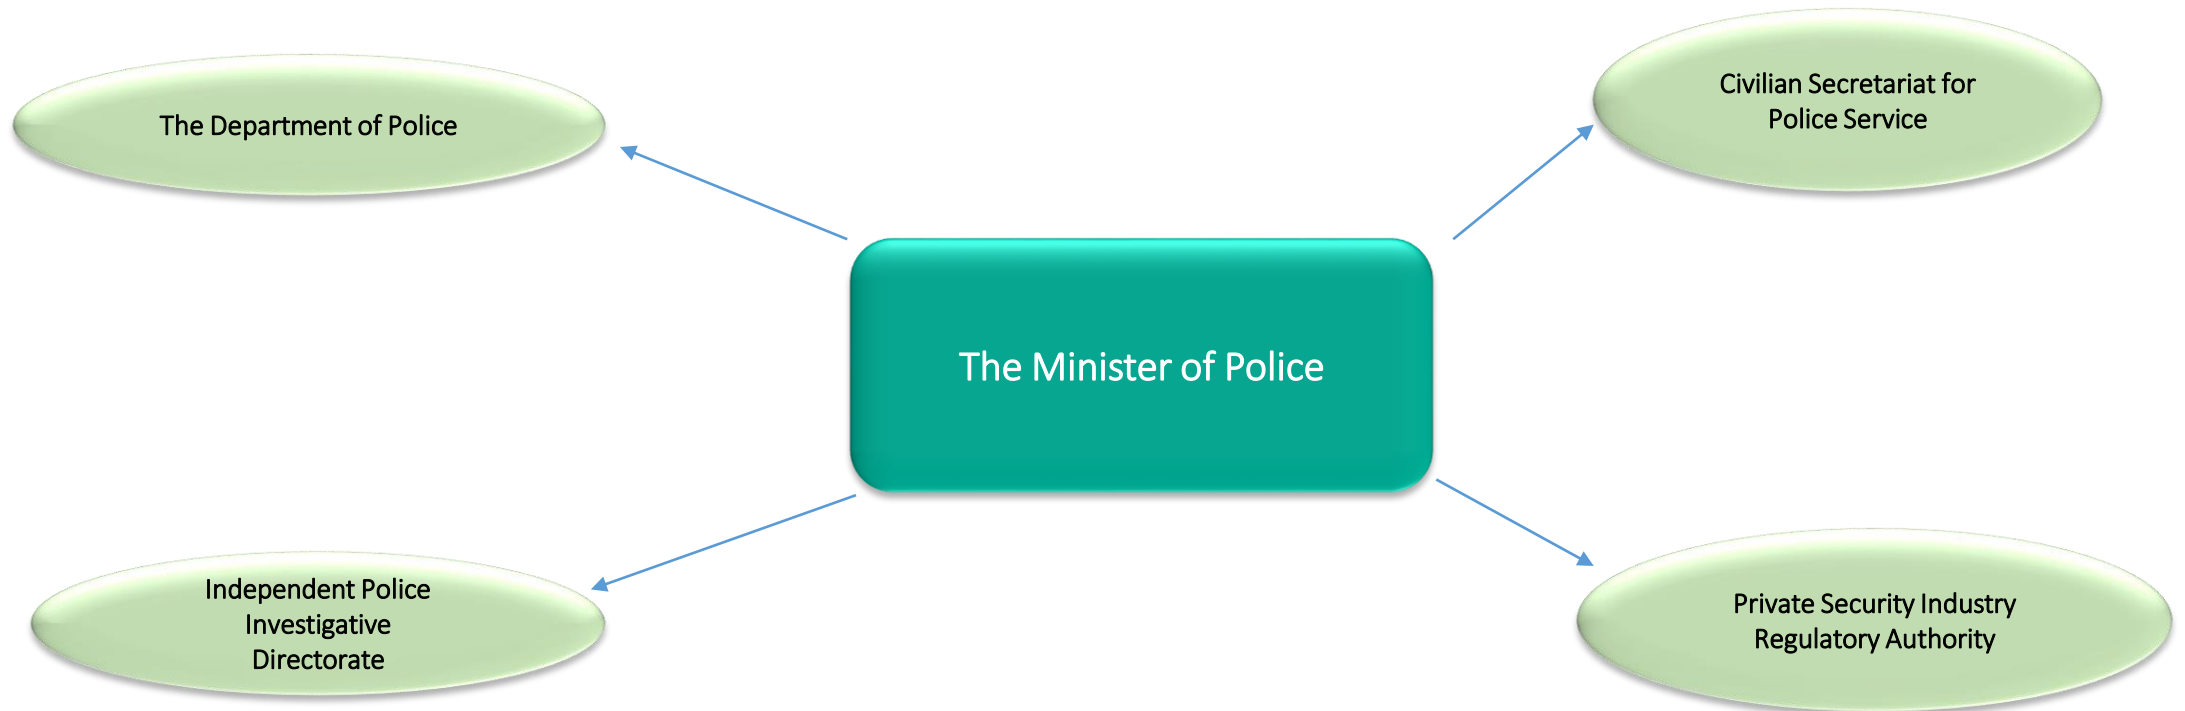 The Department of Police
Civilian Secretariat for
Police Service
The Minister of Police
Independent Police
Investigative
Directorate
Private Security Industry
Regulatory Authority